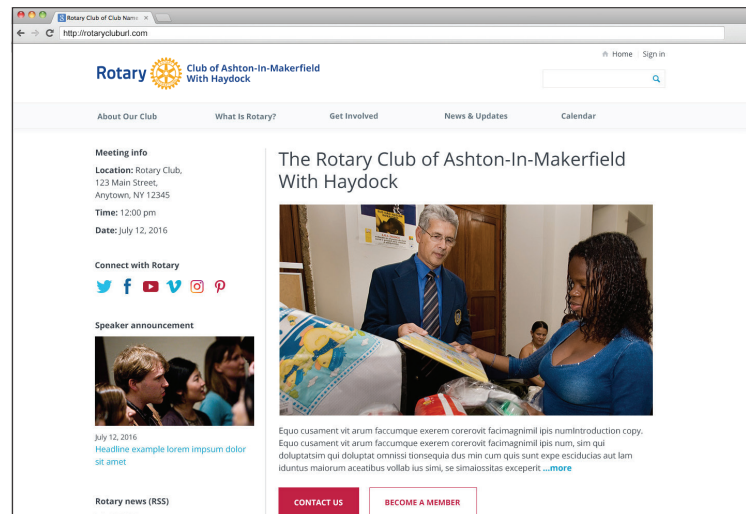 Rotary Club of Club Name
http://rotarycluburl.com
Home
Sign in
Rotary
Club of Ashton-In-Makerfield
With Haydock
About Our Club
What Is Rotary?
Get Involved
News & Updates
Calendar
Meeting info
Location: Rotary Club,
123 Main Street,
Anytown, NY 12345
Time: 12:00 pm
Date: July 12, 2016
Connect with Rotary
Speaker announcement
July 12, 2016
Headline example lorem impsum dolor
sit amet
Rotary news (RSS)
The Rotary Club of Ashton-In-Makerfield
With Haydock
Equo cusament vit arum faccumque exerem corerovit facimagnimil ipis numIntroduction copy.
Equo cusament vit arum faccumque exerem corerovit facimagnimil ipis num, sim qui
doluptatsim qui doluptat omnissi tionsequia dus min cum quis sunt expe esciducias aut lam
iduntus maiorum aceatibus vollab ius simi, se simaiossitas exceperit ...more
CONTACT US
BECOME A MEMBER